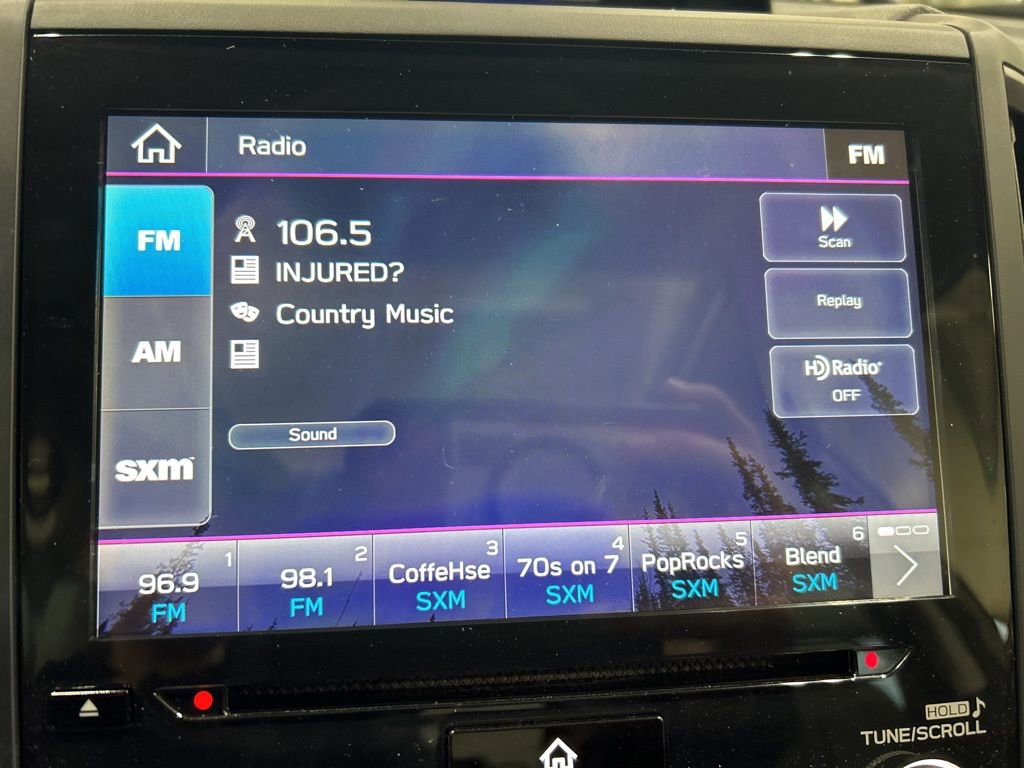 Radio
FM
FM
AM
sxm
106.5
INJURED?
Country Music
Sound
Scan
Replay
HD Radio
OFF
1
96.9
FM
2
98.1
FM
3
CoffeHse
SXM
4
70s on 7
SXM
5
PopRocks
SXM
6
Blend
SXM
HOLD
TUNE/SCROLL